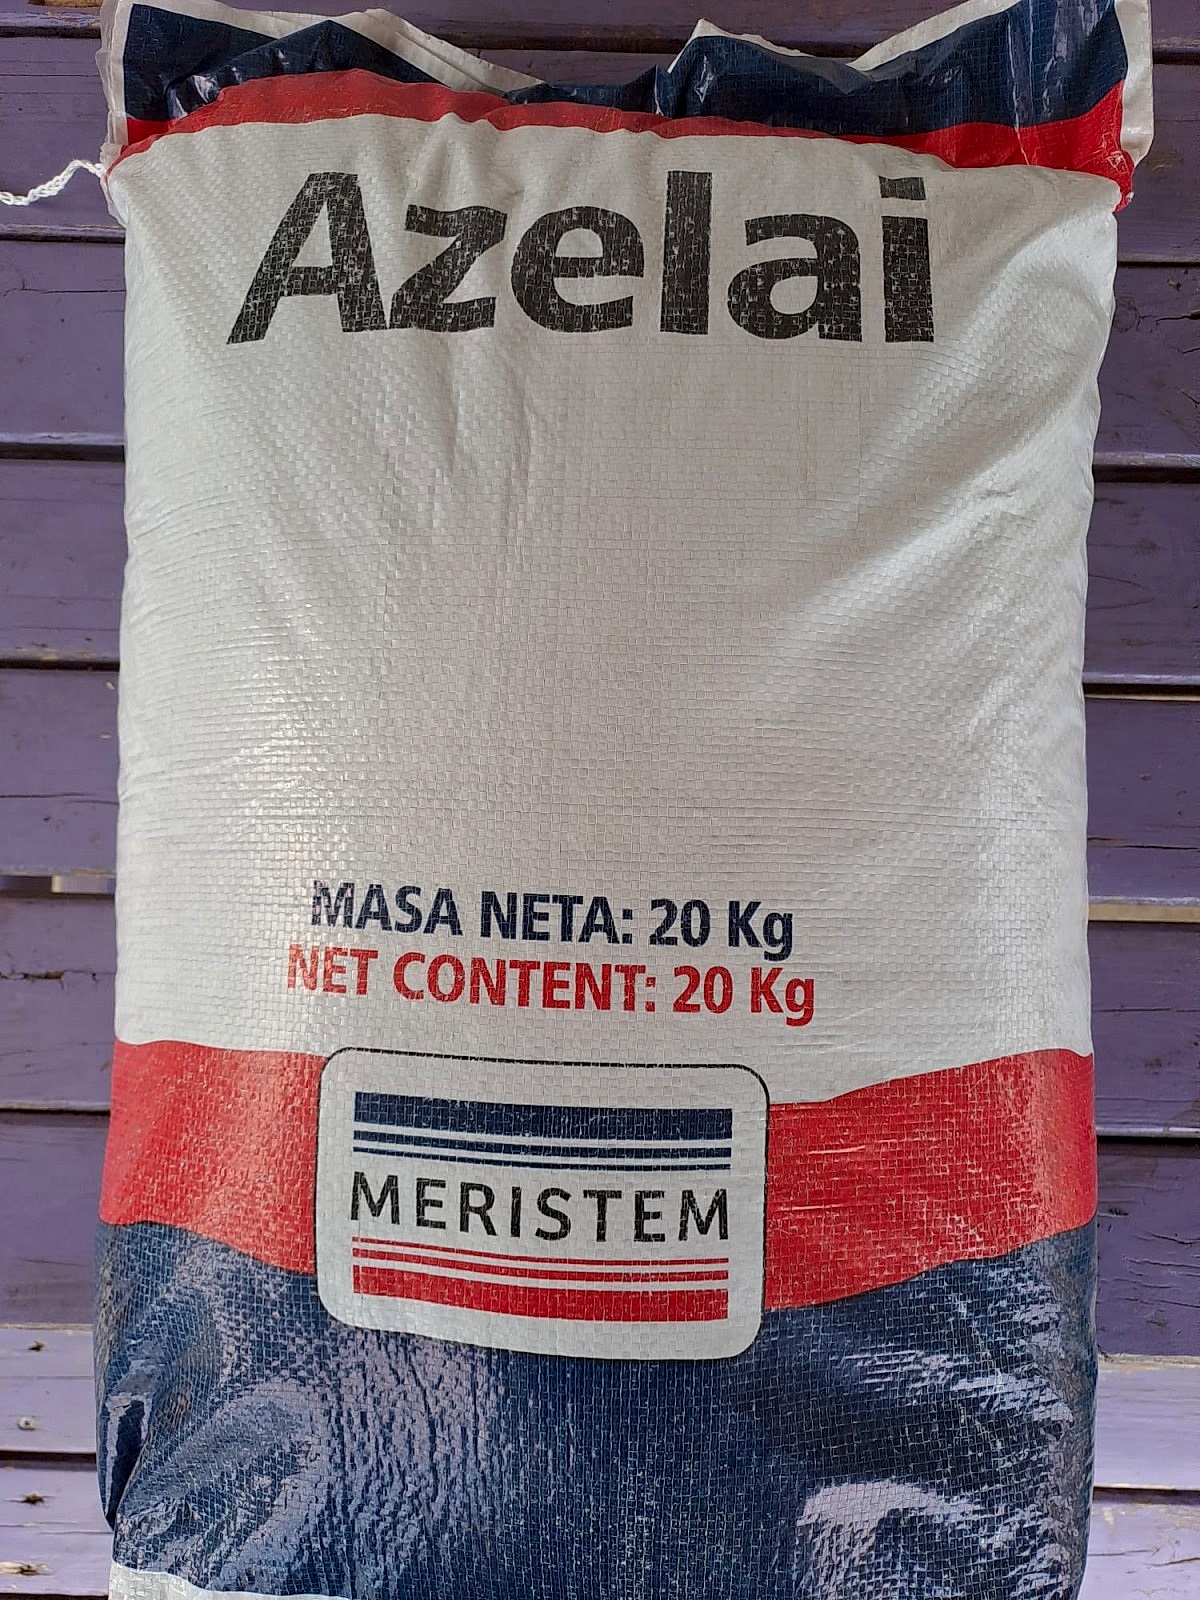 Azelai
MASA NETA: 20 Kg
NET CONTENT: 20 Kg
MERISTEM